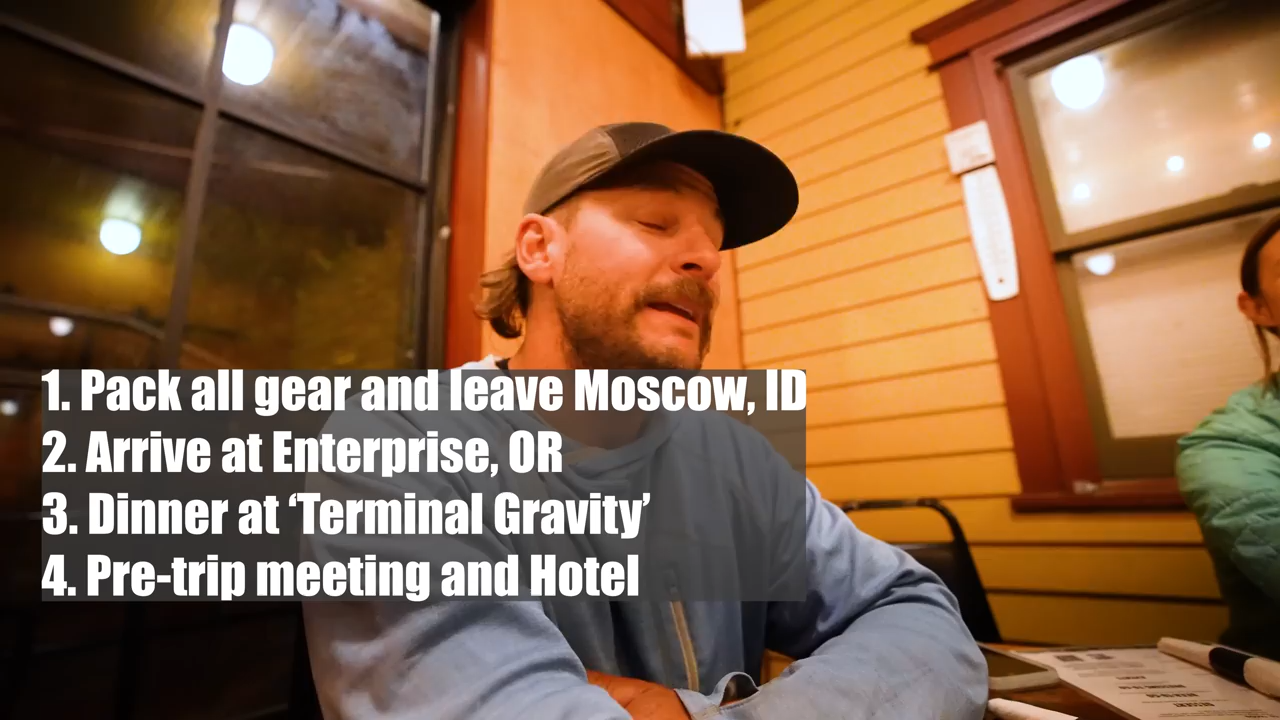 1. Pack all gear and leave Moscow, ID
2. Arrive at Enterprise, OR
3. Dinner at ‘Terminal Gravity’
4. Pre-trip meeting and Hotel
DESSERT